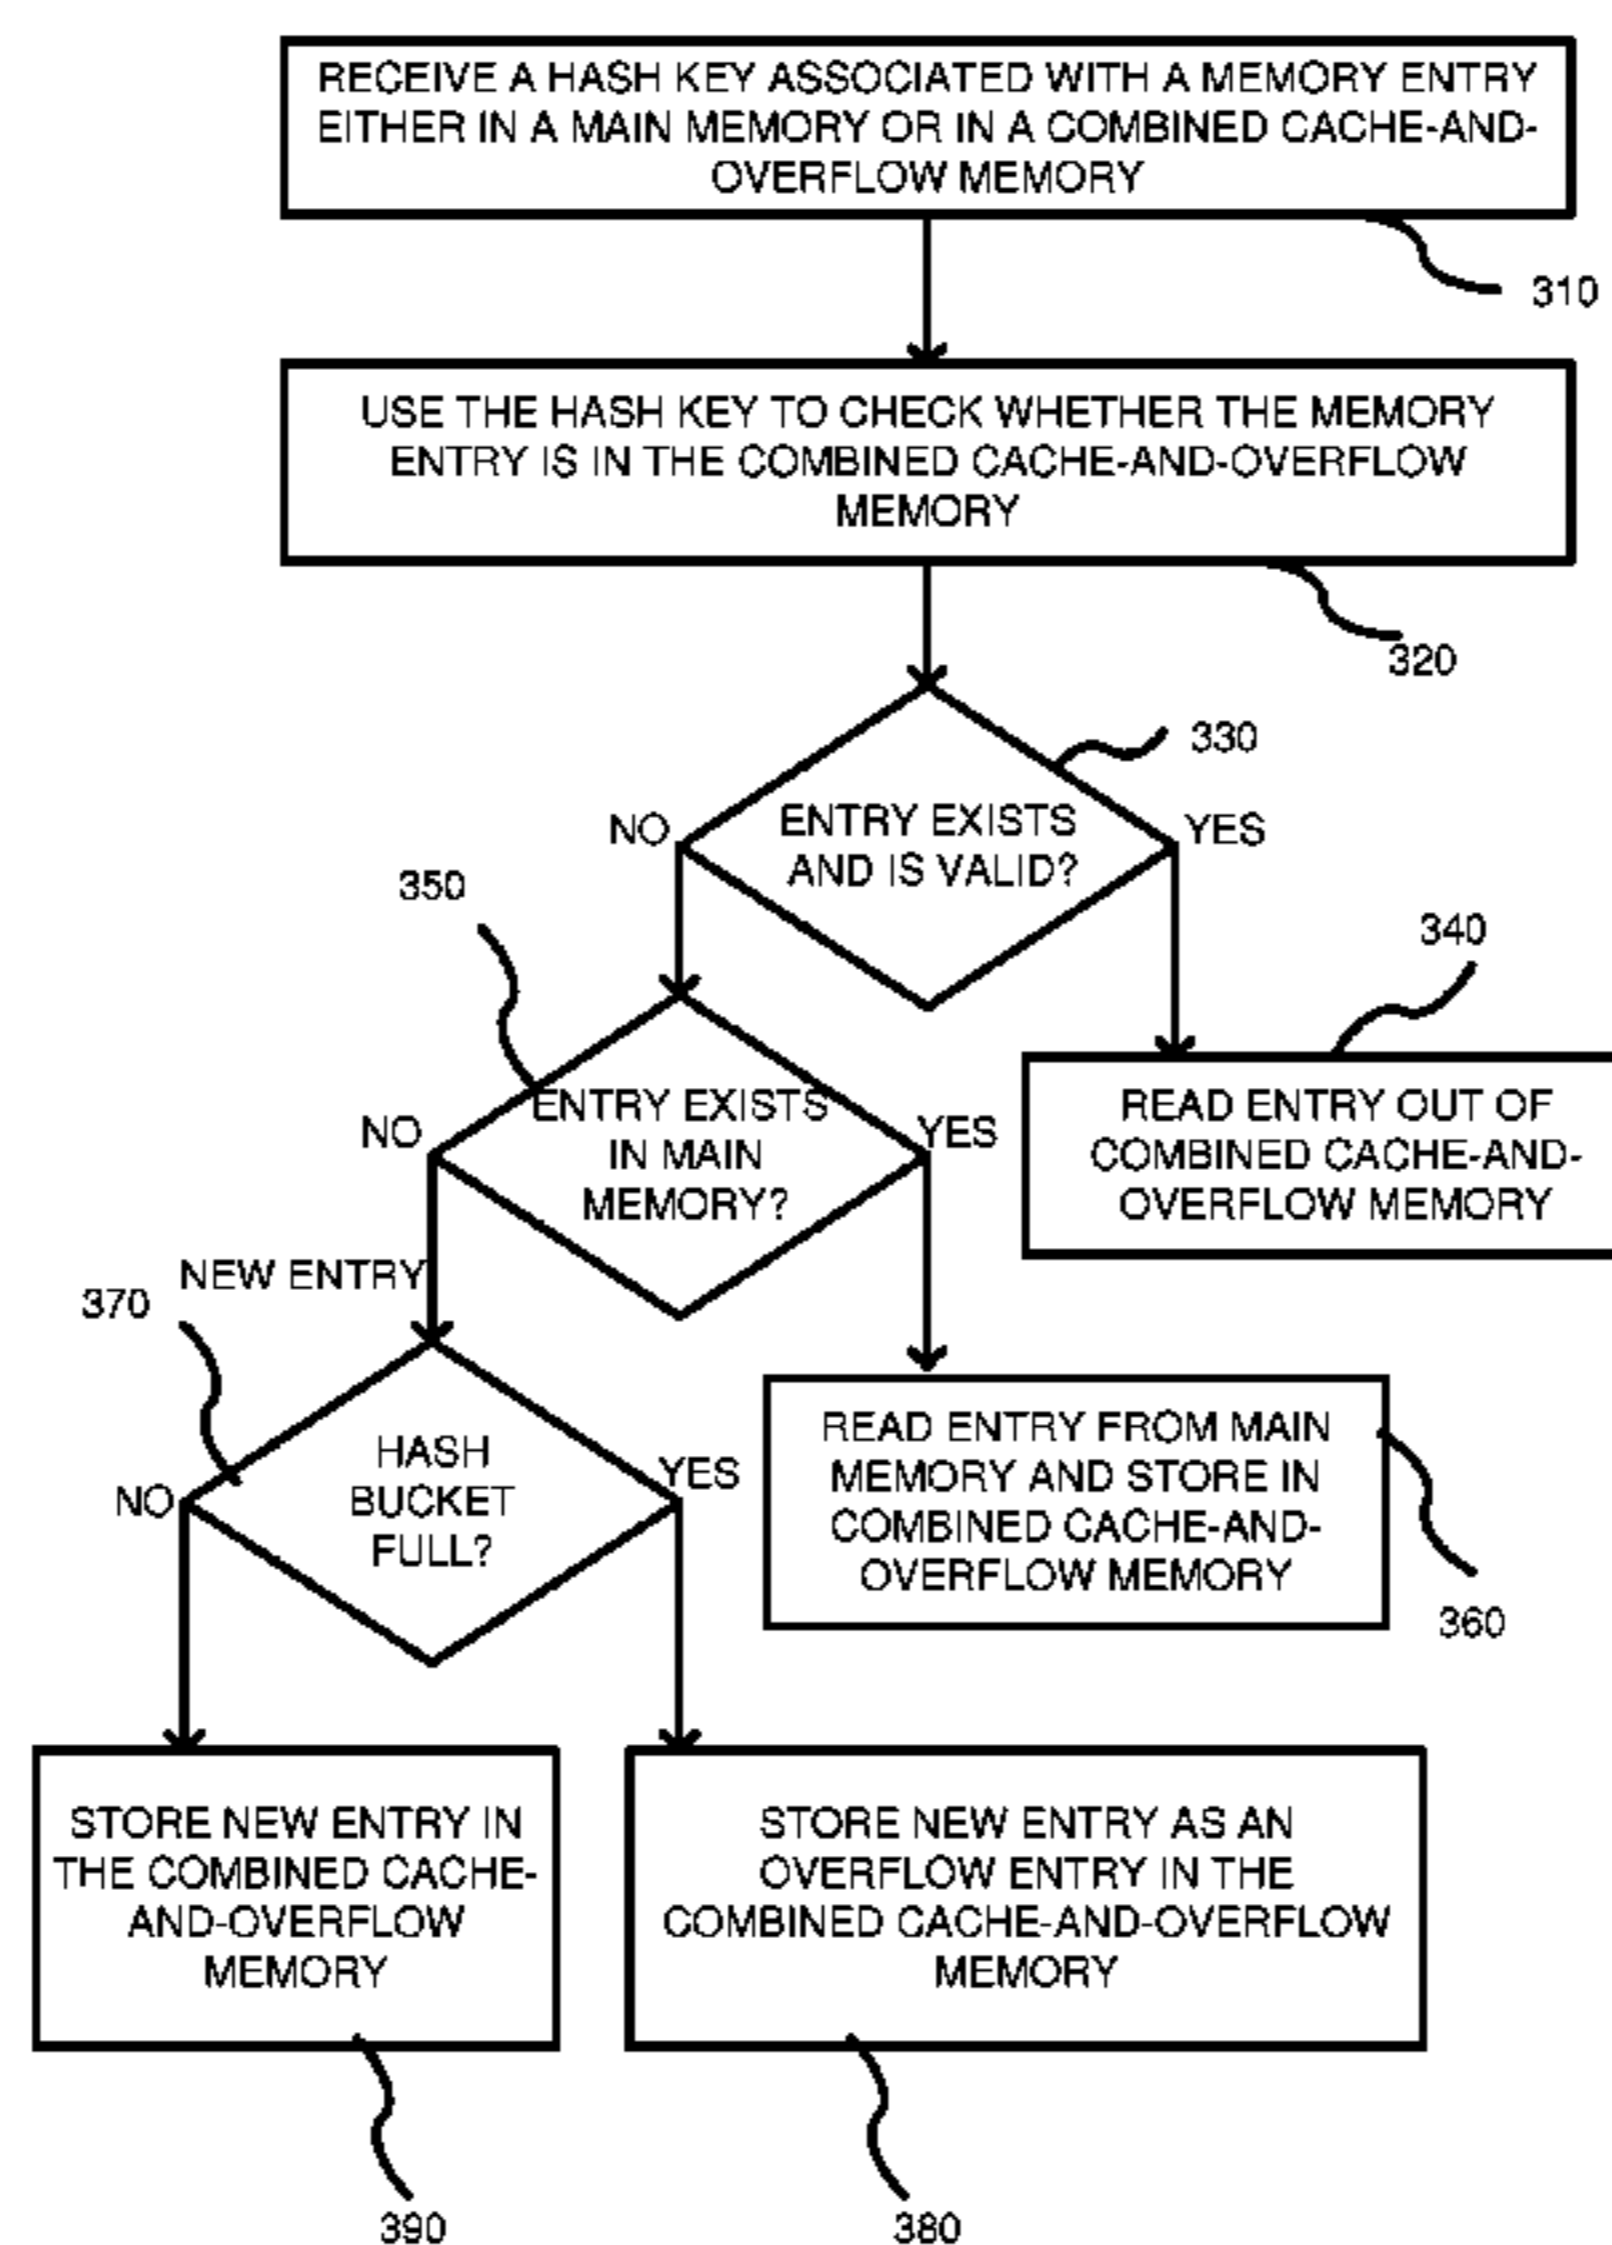 RECEIVE A HASH KEY ASSOCIATED WITH A MEMORY ENTRY
EITHER IN A MAIN MEMORY OR IN A COMBINED CACHE-AND-
OVERFLOW MEMORY
310
USE THE HASH KEY TO CHECK WHETHER THE MEMORY
ENTRY IS IN THE COMBINED CACHE-AND-OVERFLOW
MEMORY
320
330
NO
ENTRY EXISTS
AND IS VALID?
YES
350
340
NO
ENTRY EXISTS
IN MAIN
MEMORY?
YES
READ ENTRY OUT OF
COMBINED CACHE-AND-
OVERFLOW MEMORY
NEW ENTRY
370
NO
HASH
BUCKET
FULL?
YES
READ ENTRY FROM MAIN
MEMORY AND STORE IN
COMBINED CACHE-AND-
OVERFLOW MEMORY
360
STORE NEW ENTRY IN
THE COMBINED CACHE-
AND-OVERFLOW
MEMORY
STORE NEW ENTRY AS AN
OVERFLOW ENTRY IN THE
COMBINED CACHE-AND-OVERFLOW
MEMORY
390
380